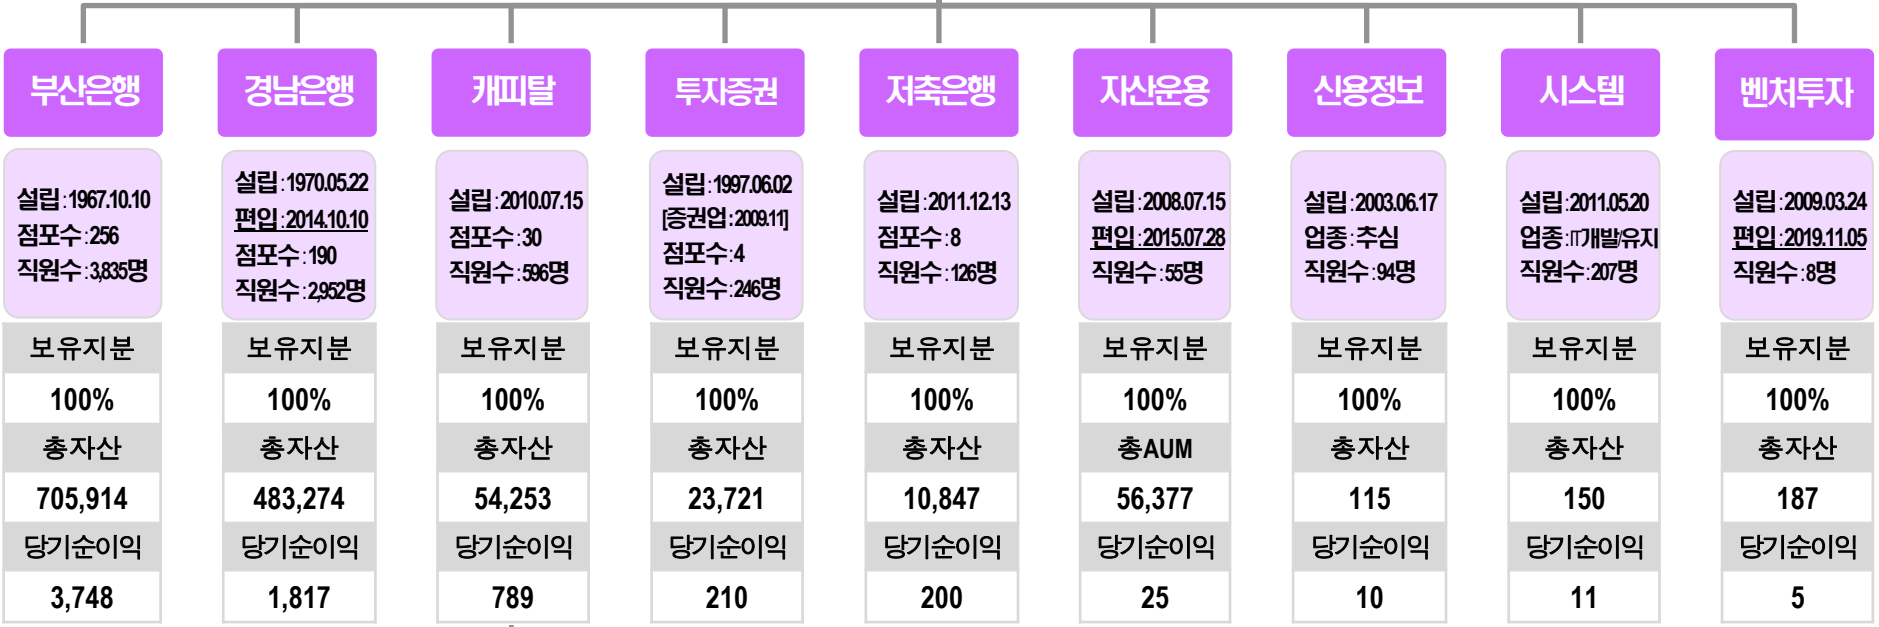 부산은행
설립:1967.10.10
점포수:256
직원수:3,835명
보유지분
100%
총자산
705,914
당기순이익
3,748
경남은행
설립:1970.05.22
편입:2014.10.10
점포수:190
직원수:2,952명
보유지분
100%
총자산
483,274
당기순이익
1,817
캐피탈
설립:2010.07.15
점포수:30
직원수:596명
보유지분
100%
총자산
54,253
당기순이익
789
투자증권
설립:1997.06.02
[증권업:2009.11]
점포수:4
직원수:246명
보유지분
100%
총자산
23,721
당기순이익
210
저축은행
설립:2011.12.13
점포수:8
직원수:126명
보유지분
100%
총자산
10,847
당기순이익
200
자산운용
설립:2008.07.15
편입:2015.07.28
직원수:55명
보유지분
100%
총AUM
56,377
당기순이익
25
신용정보
설립:2003.06.17
업종:추심
직원수:94명
보유지분
100%
총자산
115
당기순이익
10
시스템
설립:2011.05.20
업종:IT개발/유지
직원수:207명
보유지분
100%
총자산
150
당기순이익
11
벤처투자
설립:2009.03.24
편입:2019.11.05
직원수:8명
보유지분
100%
총자산
187
당기순이익
5